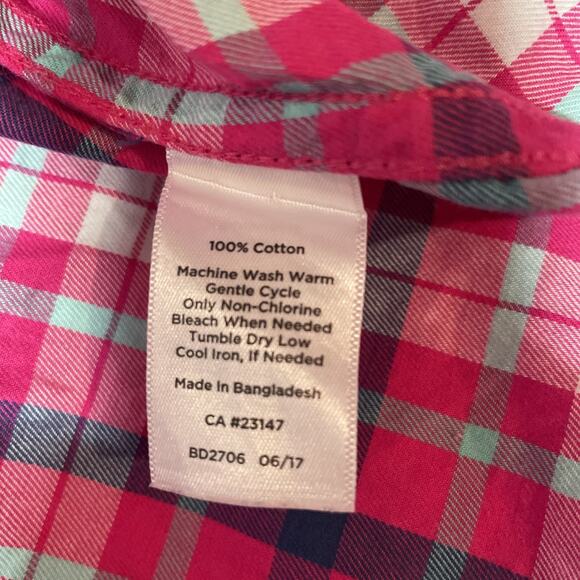 100% Cotton
Machine Wash Warm
Gentle Cycle
Only Non-Chlorine
Bleach When Needed
Tumble Dry Low
Cool Iron, If Needed
Made In Bangladesh
CA #23147
BD2706 06/17